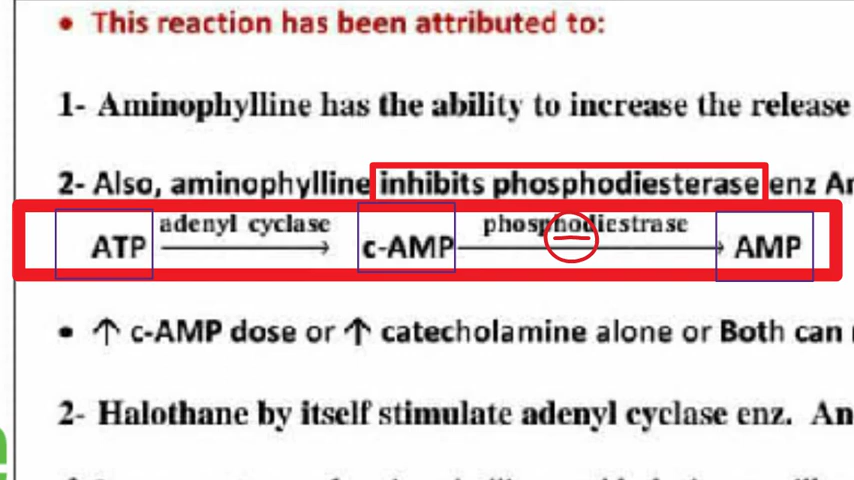 • This reaction has been attributed to:
1- Aminophylline has the ability to increase the release
2- Also, aminophylline inhibits phosphodiesterase enz
adenyl cyclase phosphodiestrase
ATP → c-AMP → AMP
• ↑ c-AMP dose or ↑ catecholamine alone or Both can
2- Halothane by itself stimulate adenyl cyclase enz. An